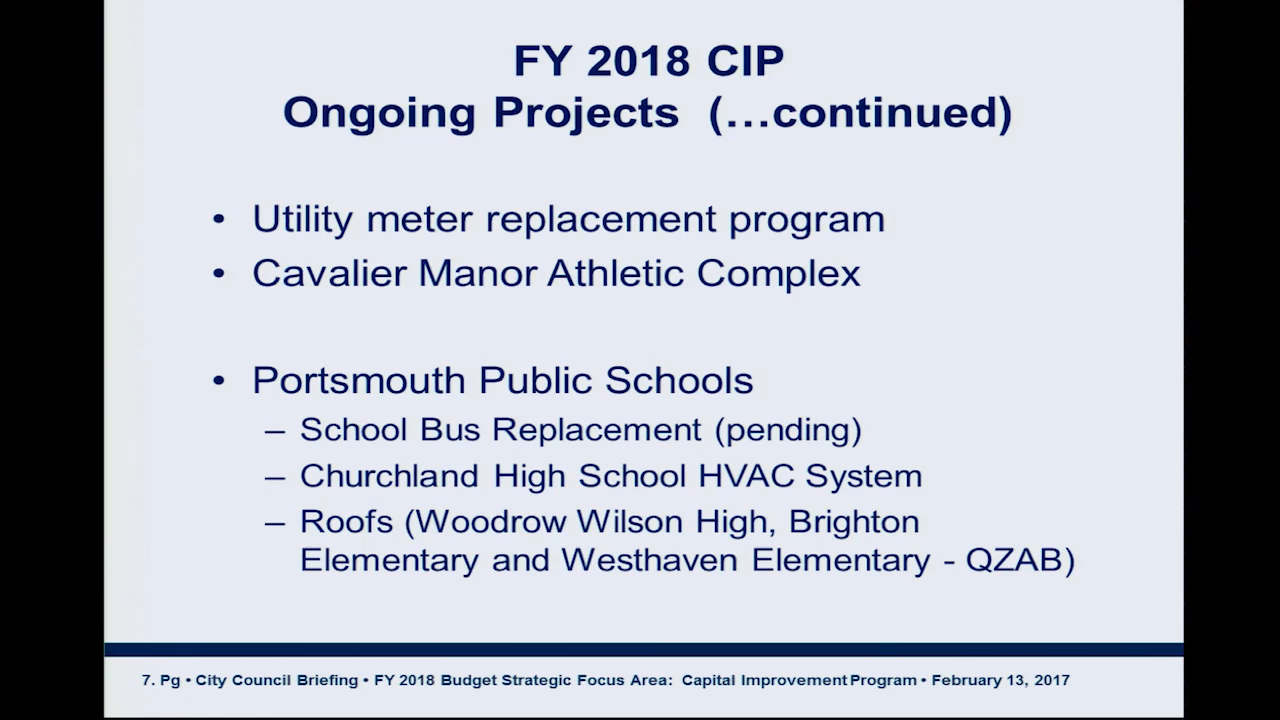 FY 2018 CIP
Ongoing Projects (…continued)
• Utility meter replacement program
• Cavalier Manor Athletic Complex
• Portsmouth Public Schools
– School Bus Replacement (pending)
– Churchland High School HVAC System
– Roofs (Woodrow Wilson High, Brighton
Elementary and Westhaven Elementary - QZAB)
7. Pg • City Council Briefing • FY 2018 Budget Strategic Focus Area: Capital Improvement Program • February 13, 2017